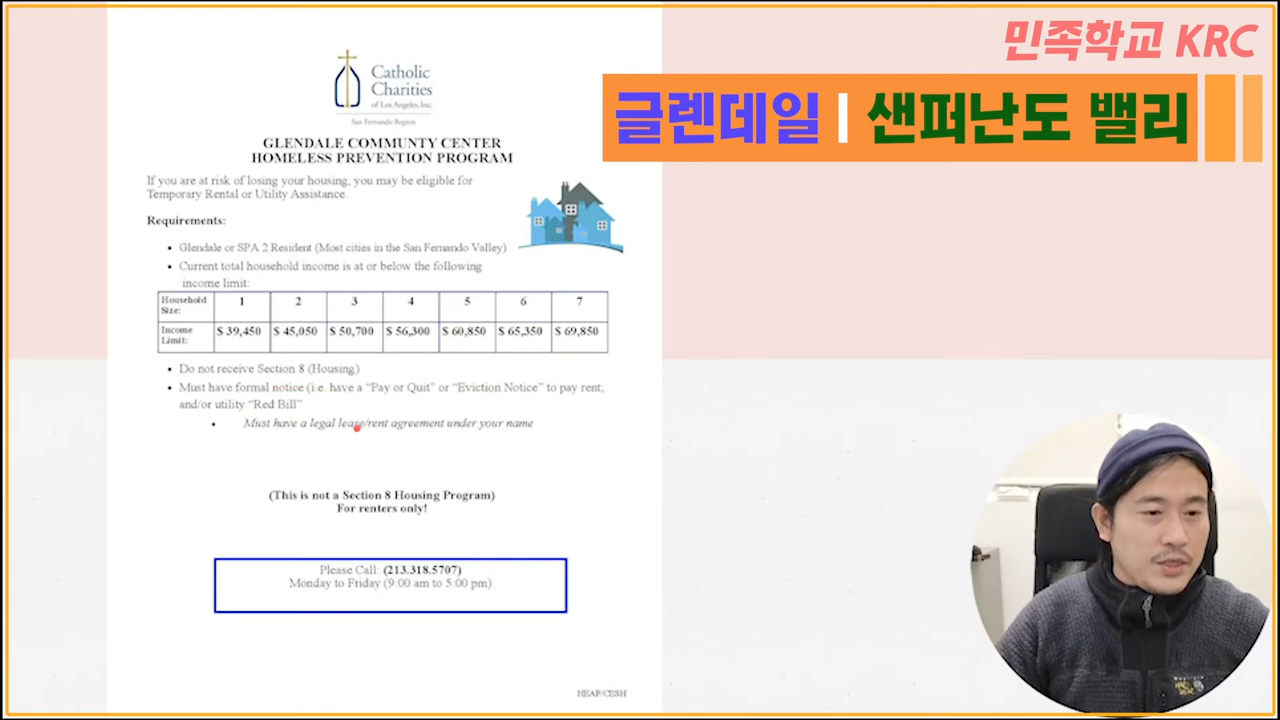 민족학교 KRC
글렌데일 | 샌퍼난도 밸리
Catholic
Charities
of Los Angeles, Inc.
San Fernando Region
GLENDALE COMMUNTY CENTER
HOMELESS PREVENTION PROGRAM
If you are at risk of losing your housing, you may be eligible for
Temporary Rental or Utility Assistance.
Requirements:
• Glendale or SPA 2 Resident (Most cities in the San Fernando Valley)
• Current total household income is at or below the following
income limit:
Household Size: 1 2 3 4 5 6 7
Income Limit: $ 39,450 $ 45,050 $ 50,700 $ 56,300 $ 60,850 $ 65,350 $ 69,850
• Do not receive Section 8 (Housing)
• Must have formal notice (i.e. have a “Pay or Quit” or “Eviction Notice” to pay rent;
and/or utility “Red Bill”
• Must have a legal lease/rent agreement under your name
(This is not a Section 8 Housing Program)
For renters only!
Please Call: (213.318.5707)
Monday to Friday (9:00 am to 5:00 pm)
HEAP/CESH